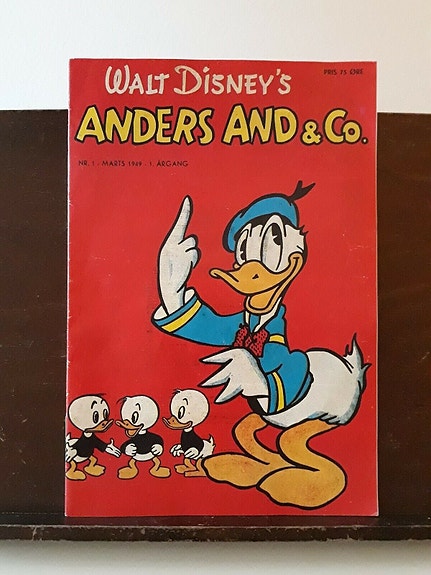 WALT DISNEY'S
PRIS 75 ØRE
ANDERS AND & CO.
NR. 1 - MARTS 1949 - 1. ÅRGANG